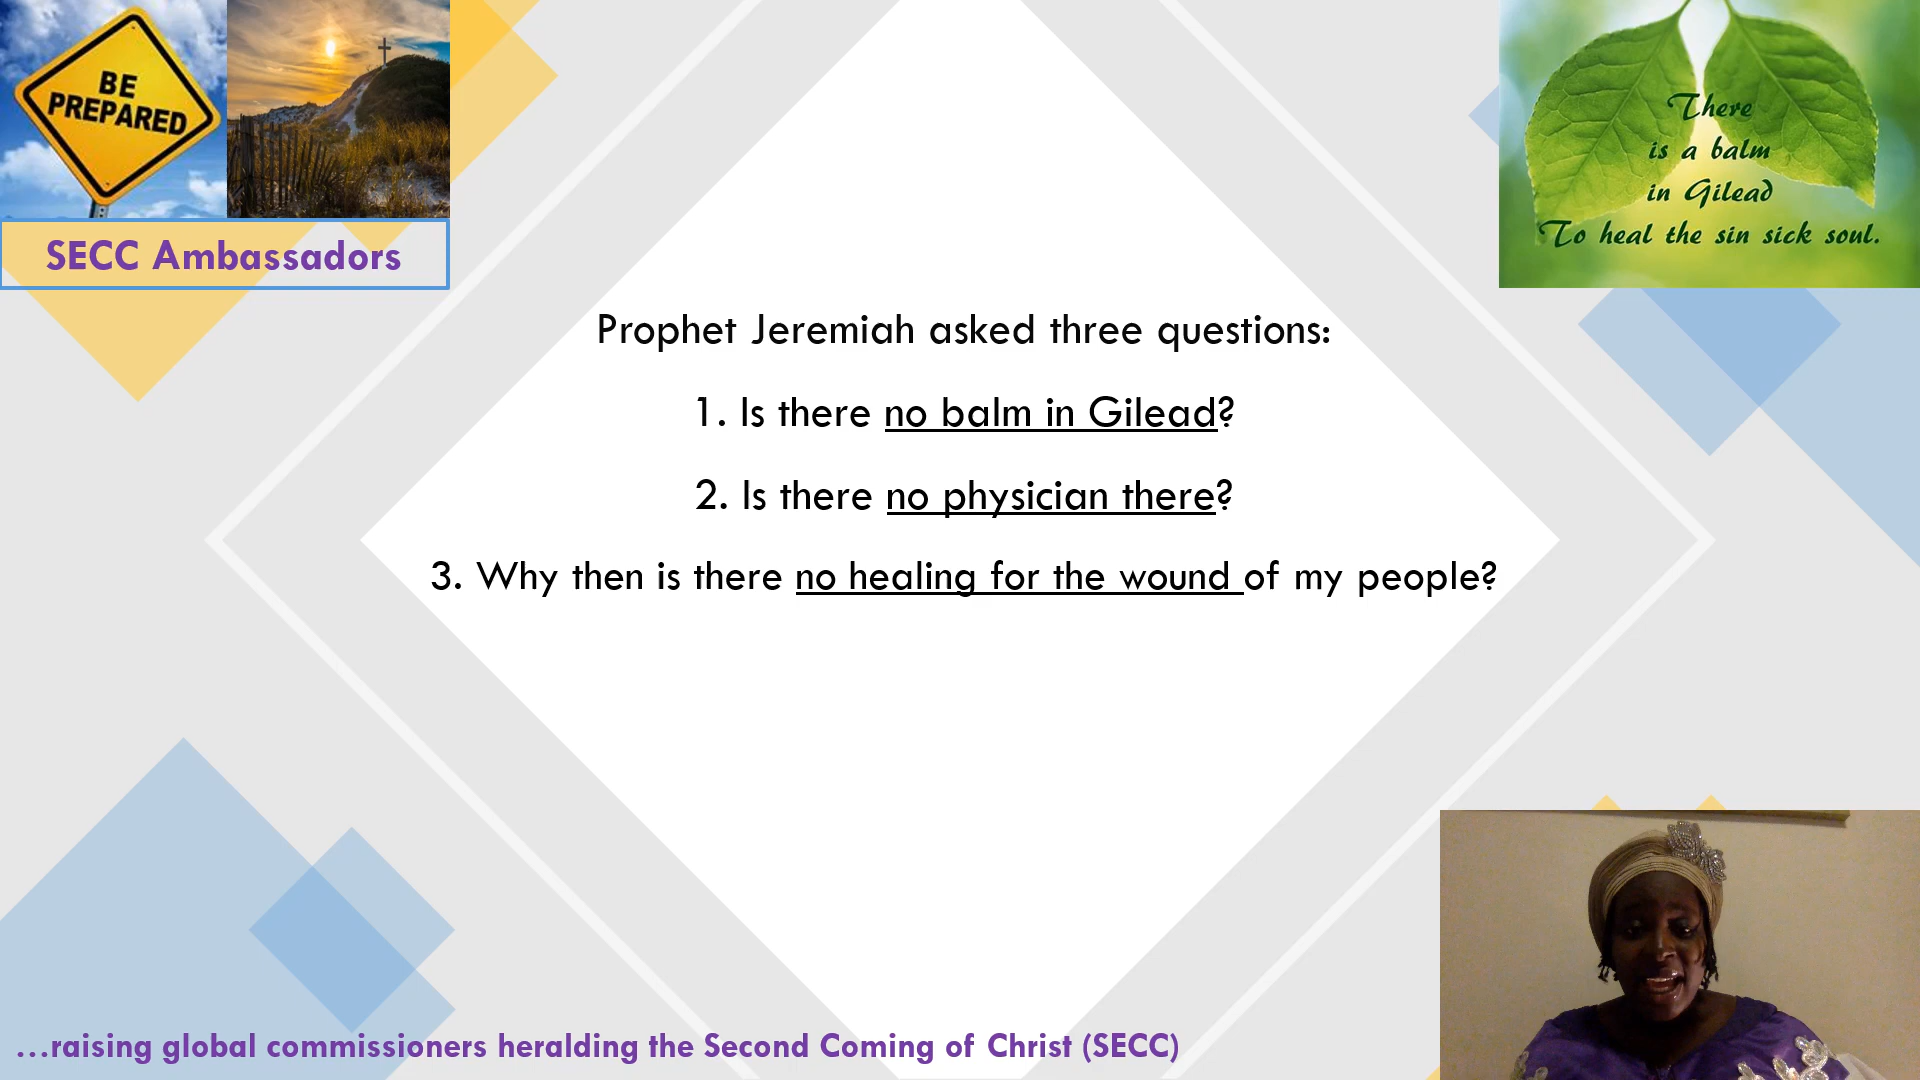 BE
PREPARED
SECC Ambassadors
There
is a balm
in Gilead
To heal the sin sick soul.
Prophet Jeremiah asked three questions:
1. Is there no balm in Gilead?
2. Is there no physician there?
3. Why then is there no healing for the wound of my people?
...raising global commissioners heralding the Second Coming of Christ (SECC)